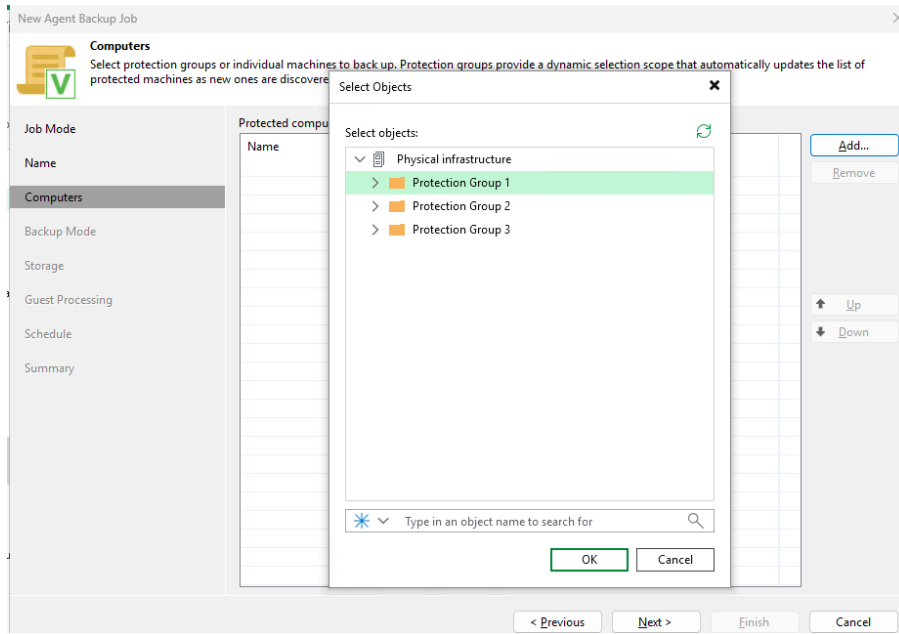 New Agent Backup Job
Computers
Select protection groups or individual machines to back up. Protection groups provide a dynamic selection scope that automatically updates the list of
protected machines as new ones are discovere
Select Objects
Job Mode
Name
Computers
Backup Mode
Storage
Guest Processing
Schedule
Summary
Protected compu
Name
Select objects:
Physical infrastructure
Protection Group 1
Protection Group 2
Protection Group 3
Type in an object name to search for
OK Cancel
Add...
Remove
Up
Down
< Previous Next > Finish Cancel